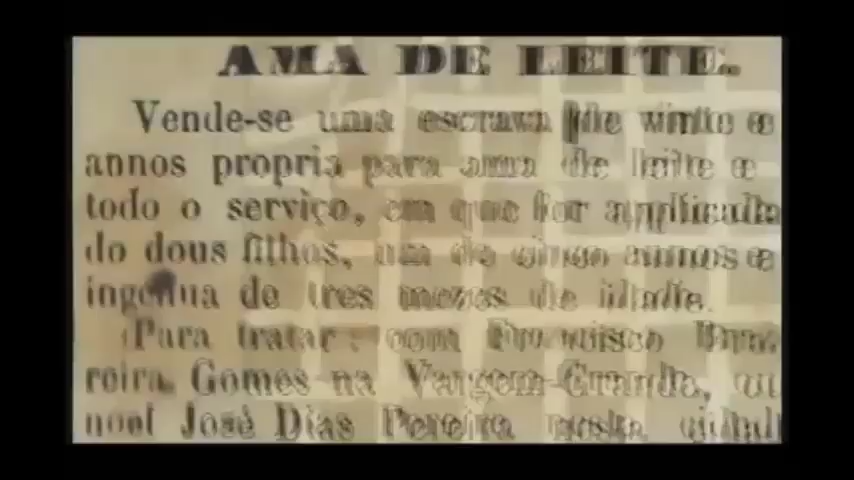 AMA DE LEITE.
Vende-se uma escrava de vinte e
annos propria para ama de leite e
todo o serviço, em que for applicada
do dous filhos, um de cinco annos e
ingenua de tres mezes de idade.
Para tratar: com Francisco
reira Gomes na Vargem-Grande, ou
noel José Dias Pereira nesta cidad